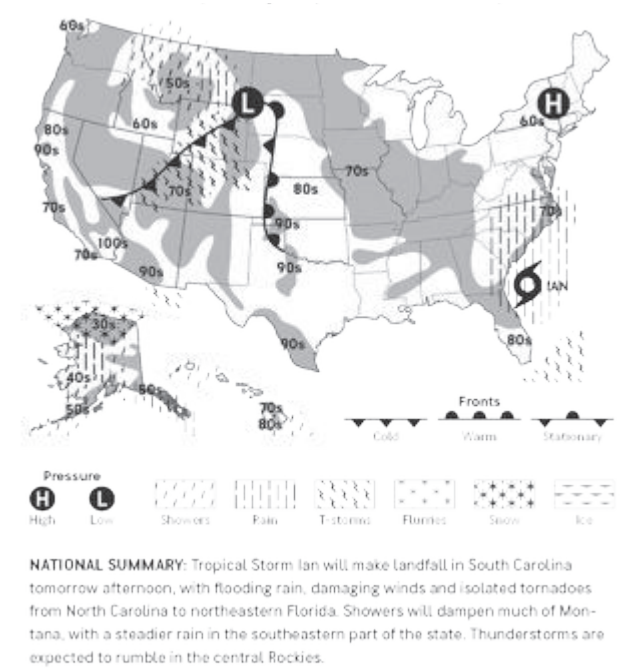 60s
50s
L
H
60s
60s
80s
90s
70s
70s
80s
70s
70s
90s
100s
70s
90s
90s
IAN
30s
90s
80s
40s
50s
50s
70s
80s
Fronts
Cold Warm Stationary
Pressure
H L
High Low Showers Rain T-storms Flurries Snow Ice
NATIONAL SUMMARY: Tropical Storm Ian will make landfall in South Carolina
tomorrow afternoon, with flooding rain, damaging winds and isolated tornadoes
from North Carolina to northeastern Florida. Showers will dampen much of Mon-
tana, with a steadier rain in the southeastern part of the state. Thunderstorms are
expected to rumble in the central Rockies.